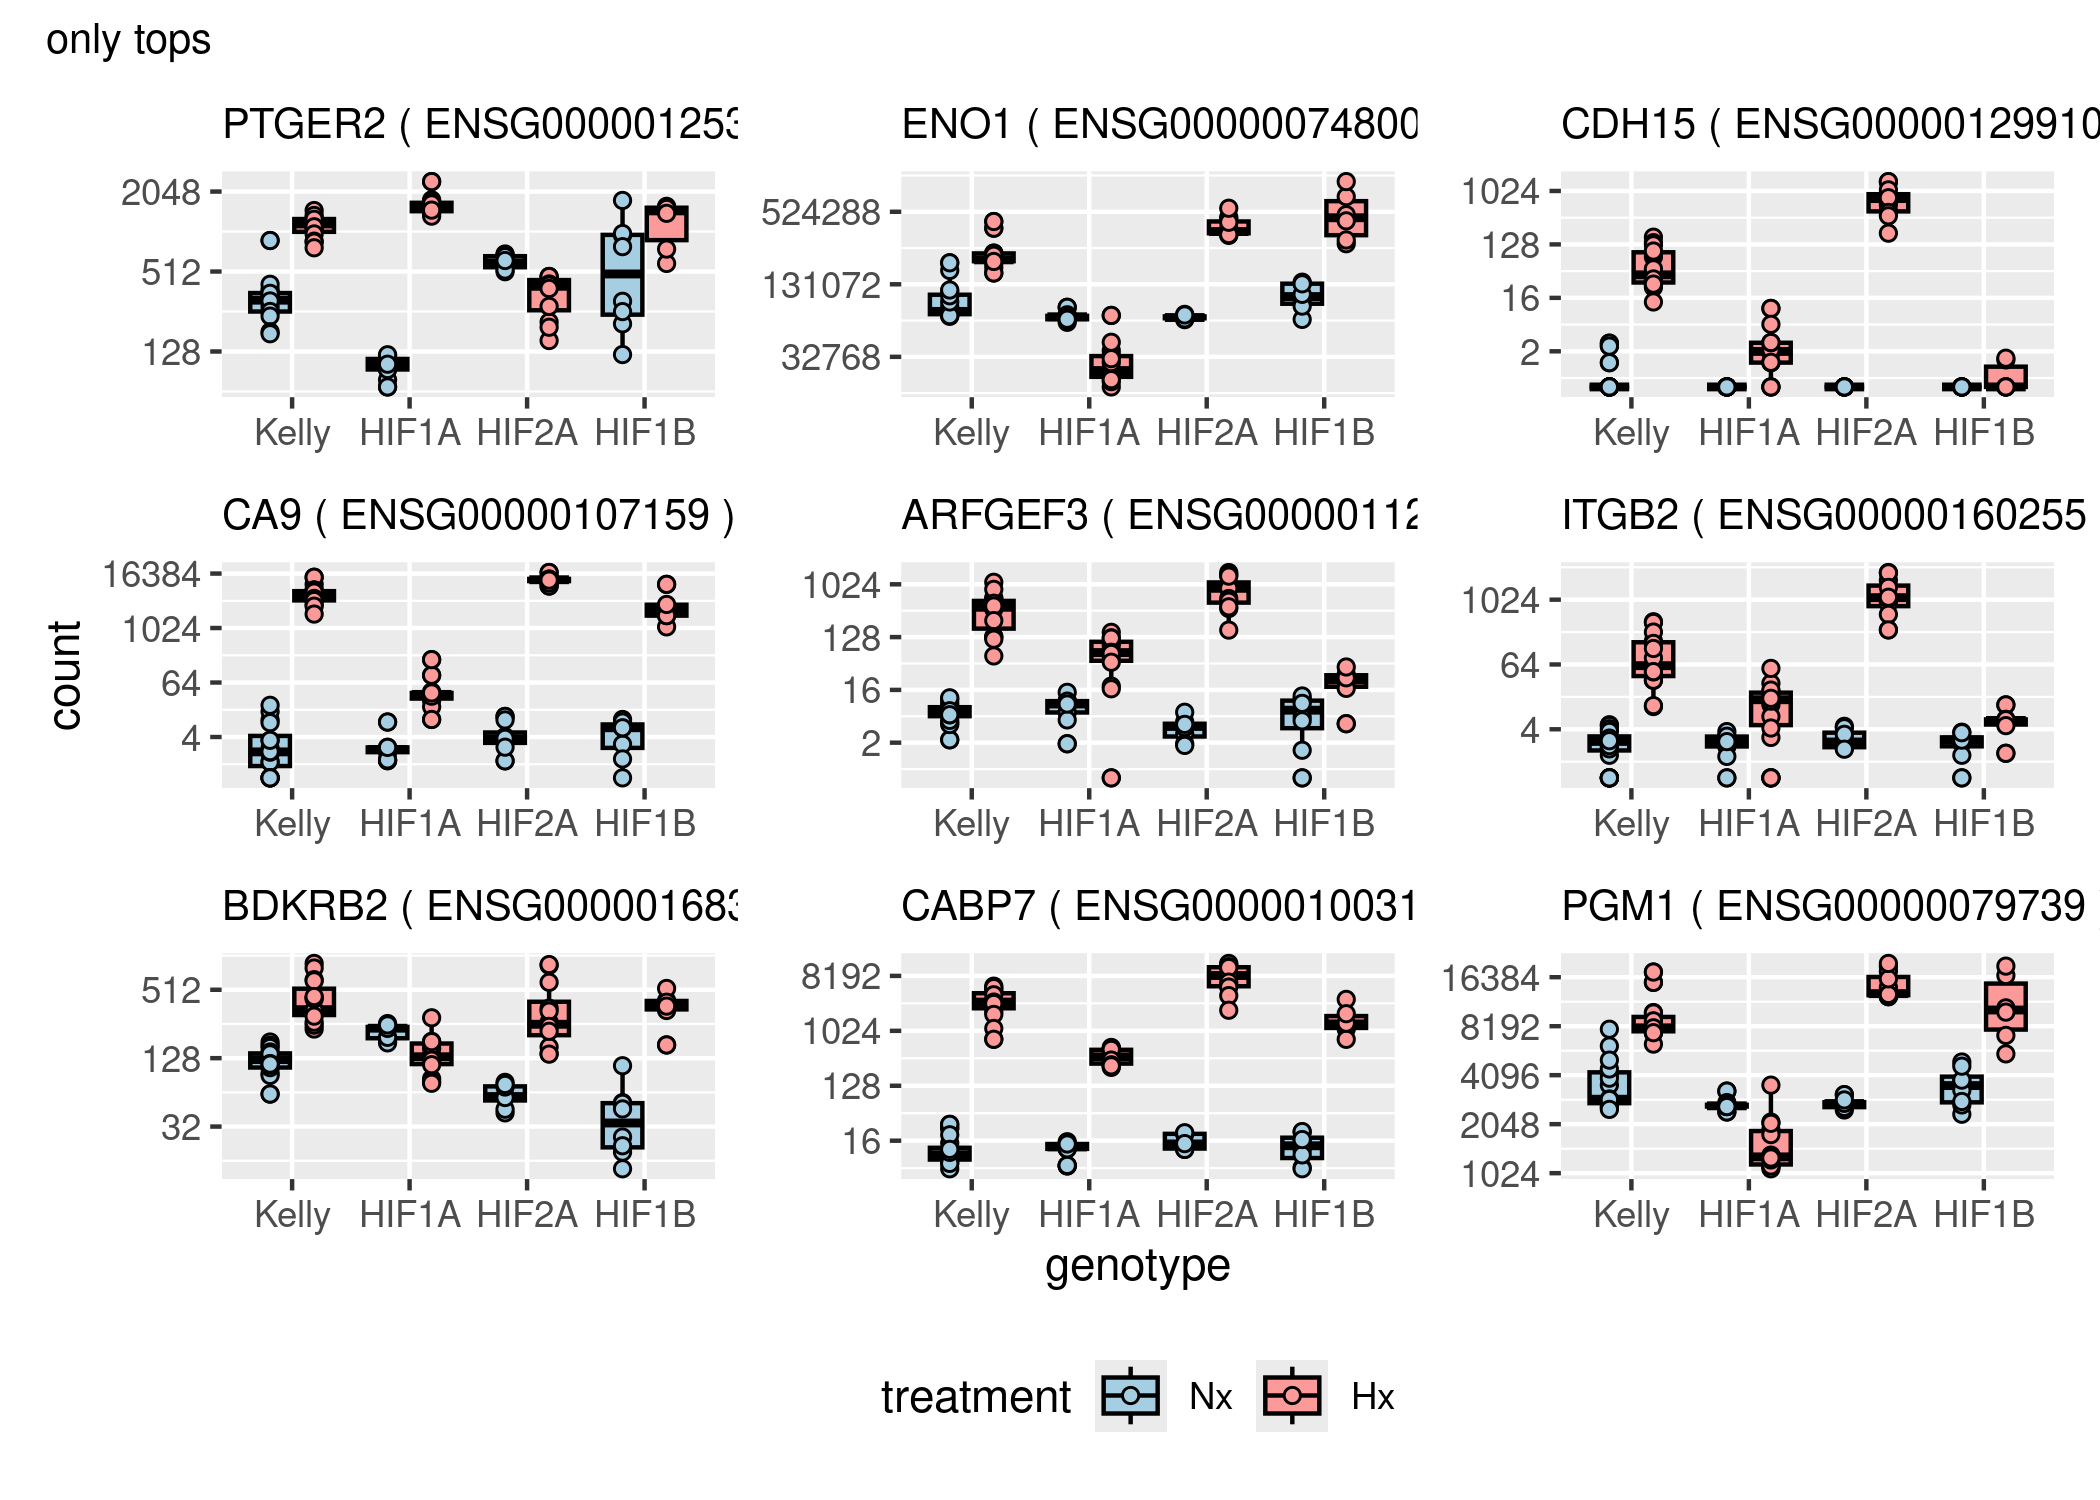 only tops
PTGER2 ( ENSG000001253
2048
512
128
Kelly HIF1A HIF2A HIF1B
ENO1 ( ENSG00000074800
524288
131072
32768
Kelly HIF1A HIF2A HIF1B
CDH15 ( ENSG00000129910
1024
128
16
2
Kelly HIF1A HIF2A HIF1B
count
CA9 ( ENSG00000107159 )
16384
1024
64
4
Kelly HIF1A HIF2A HIF1B
ARFGEF3 ( ENSG00000112
1024
128
16
2
Kelly HIF1A HIF2A HIF1B
ITGB2 ( ENSG00000160255
1024
64
4
Kelly HIF1A HIF2A HIF1B
BDKRB2 ( ENSG000001683
512
128
32
Kelly HIF1A HIF2A HIF1B
CABP7 ( ENSG0000010031
8192
1024
128
16
Kelly HIF1A HIF2A HIF1B
PGM1 ( ENSG00000079739
16384
8192
4096
2048
1024
Kelly HIF1A HIF2A HIF1B
genotype
treatment Nx Hx